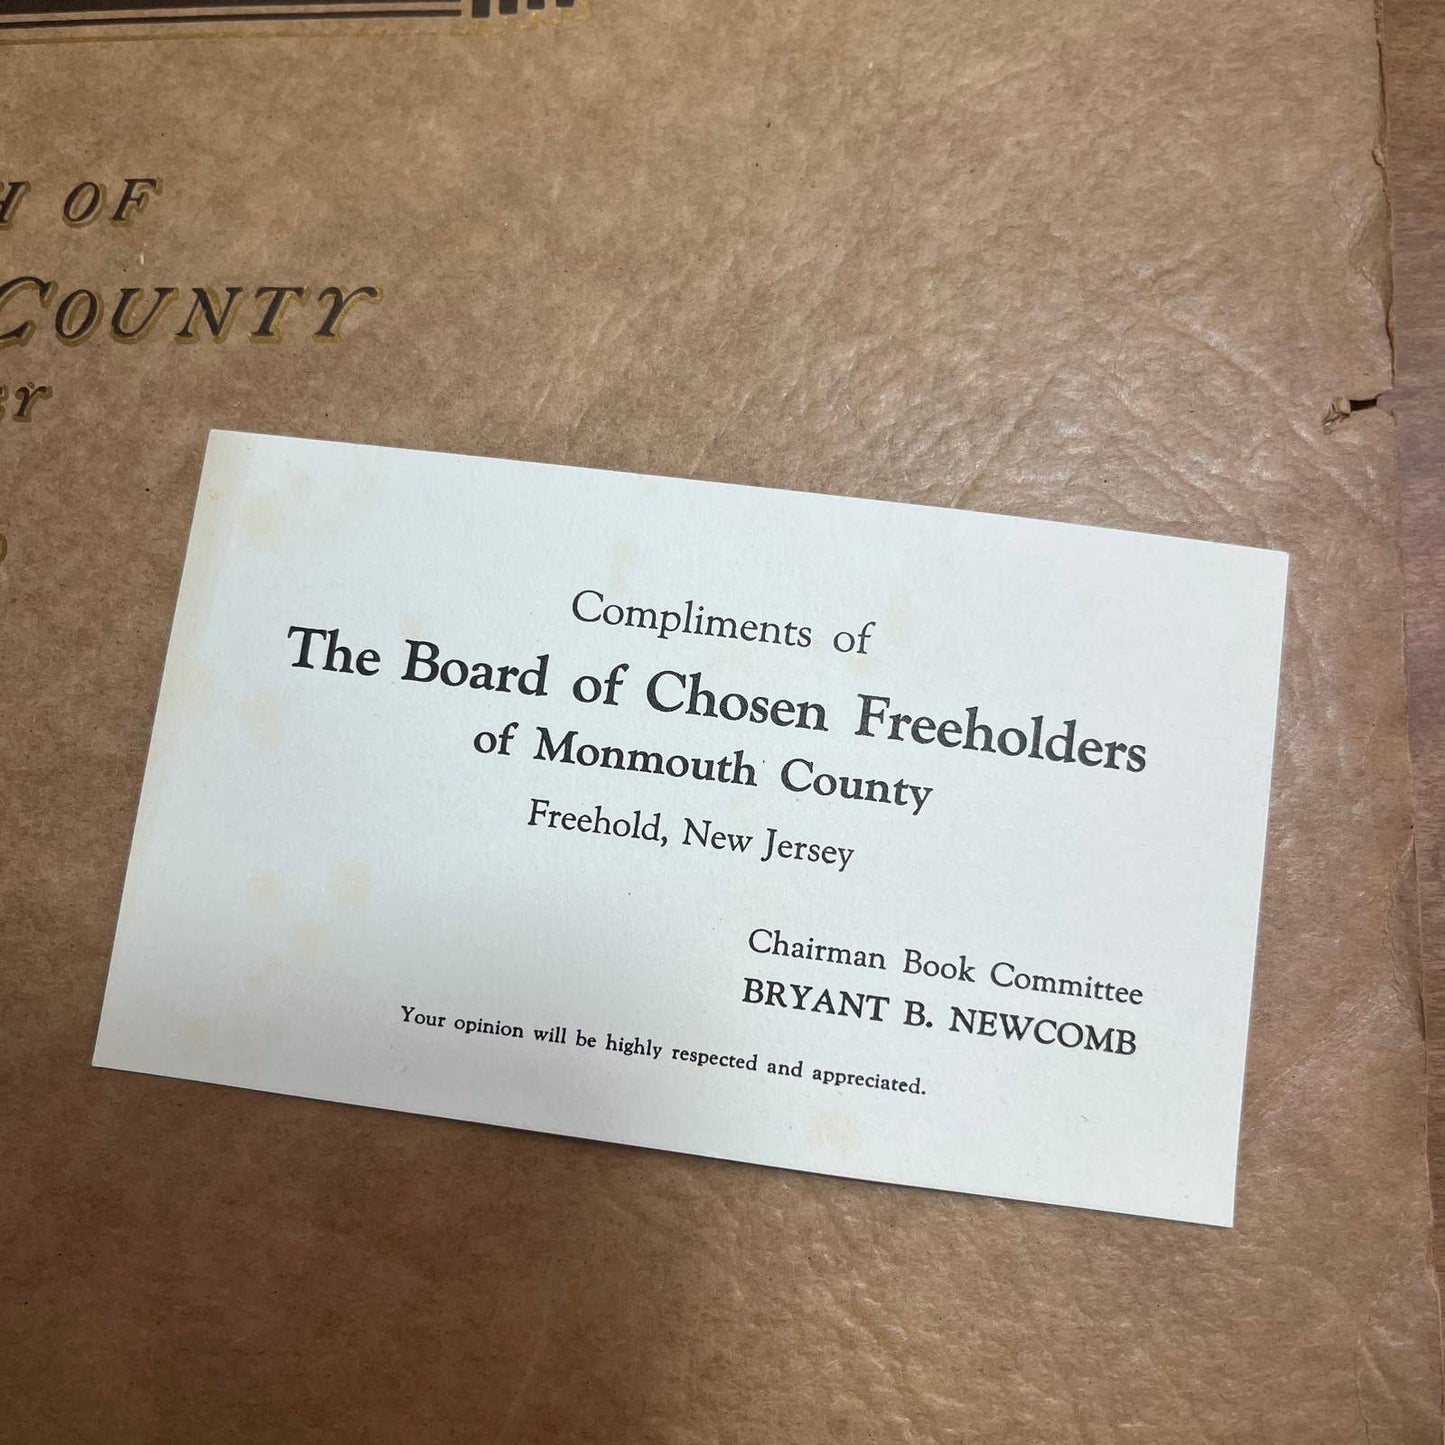 OF
COUNTY
Compliments of
The Board of Chosen Freeholders
of Monmouth County
Freehold, New Jersey
Chairman Book Committee
BRYANT B. NEWCOMB
Your opinion will be highly respected and appreciated.